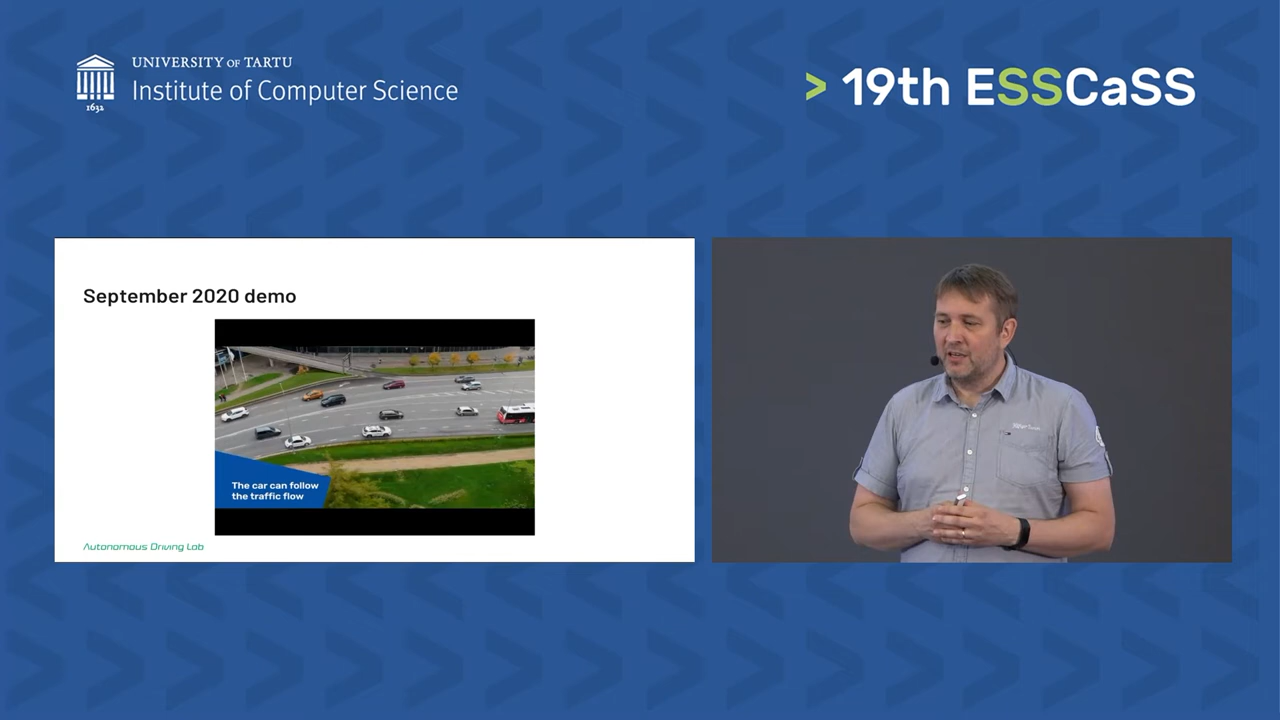 UNIVERSITY OF TARTU
Institute of Computer Science
1632
> 19th ESSCaSS
September 2020 demo
The car can follow
the traffic flow
Autonomous Driving Lab